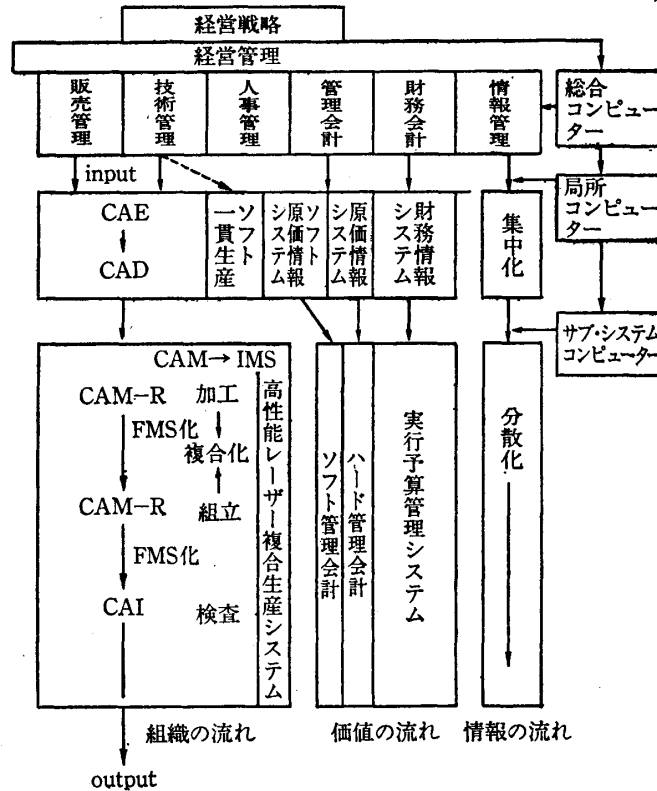 経営戦略
経営管理
販売管理
技術管理
人事管理
管理会計
財務会計
情報管理
総合
コンピュー
ター
input
局所
コンピュー
ター
CAE
CAD
ソフト
一貫生産
ソフト
原価情報
システム
原価情報
システム
財務情報
システム
集中化
サブ・システム
コンピューター
CAM→IMS
CAM-R 加工
FMS化
複合化
CAM-R 組立
FMS化
CAI 検査
高性能レーザー複合生産システム
ソフト管理会計
ハード管理会計
実行予算管理システム
分散化
組織の流れ
価値の流れ
情報の流れ
output